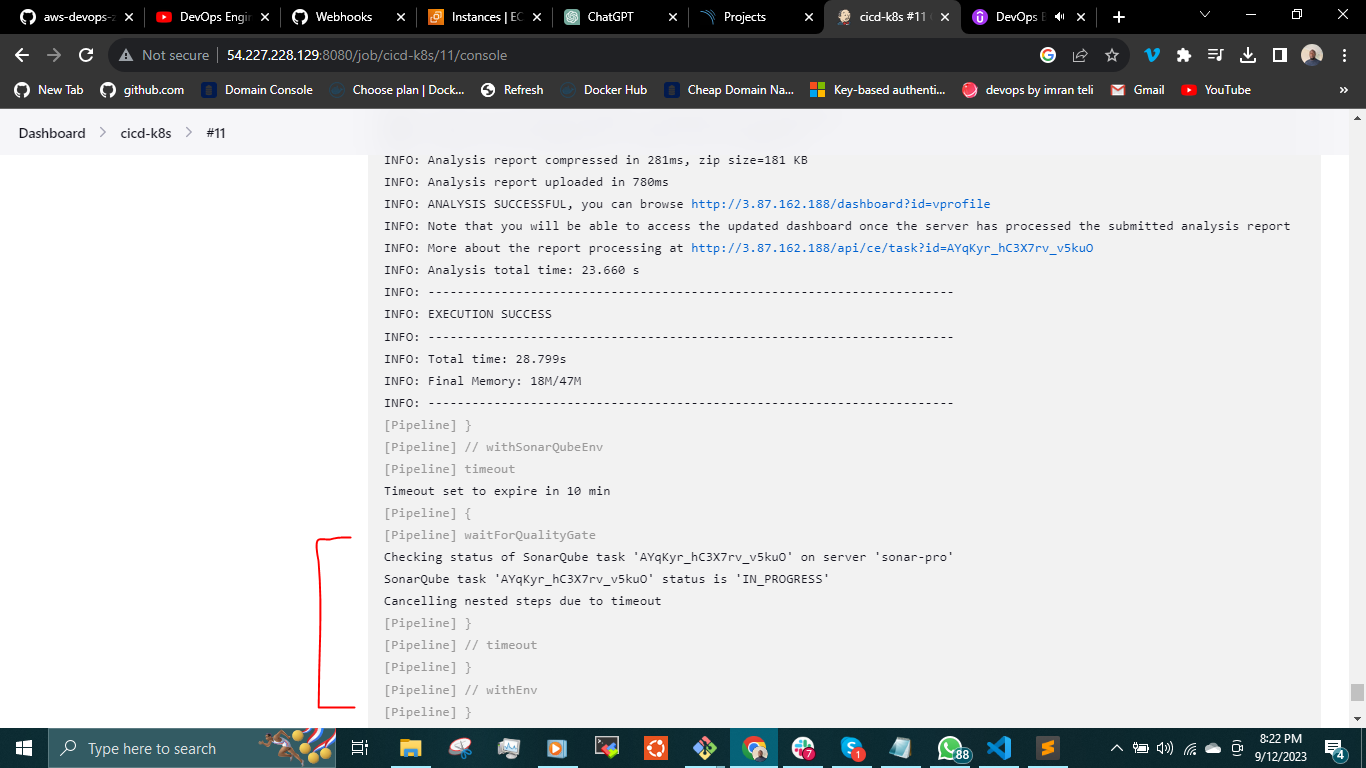 aws-devops-z
DevOps Engin
Webhooks
Instances | EC
ChatGPT
Projects
cicd-k8s #11
DevOps E
Not secure
54.227.228.129:8080/job/cicd-k8s/11/console
New Tab
github.com
Domain Console
Choose plan | Dock...
Refresh
Docker Hub
Cheap Domain Na...
Key-based authenti...
devops by imran teli
Gmail
YouTube
»
Dashboard
cicd-k8s
#11
INFO: Analysis report compressed in 281ms, zip size=181 KB
INFO: Analysis report uploaded in 780ms
INFO: ANALYSIS SUCCESSFUL, you can browse http://3.87.162.188/dashboard?id=vprofile
INFO: Note that you will be able to access the updated dashboard once the server has processed the submitted analysis report
INFO: More about the report processing at http://3.87.162.188/api/ce/task?id=AYqKyr_hC3X7rv_v5kuO
INFO: Analysis total time: 23.660 s
INFO: ------------------------------------------------------------------------
INFO: EXECUTION SUCCESS
INFO: ------------------------------------------------------------------------
INFO: Total time: 28.799s
INFO: Final Memory: 18M/47M
INFO: ------------------------------------------------------------------------
[Pipeline] }
[Pipeline] // withSonarQubeEnv
[Pipeline] timeout
Timeout set to expire in 10 min
[Pipeline] {
[Pipeline] waitForQualityGate
Checking status of SonarQube task 'AYqKyr_hC3X7rv_v5kuO' on server 'sonar-pro'
SonarQube task 'AYqKyr_hC3X7rv_v5kuO' status is 'IN_PROGRESS'
Cancelling nested steps due to timeout
[Pipeline] }
[Pipeline] // timeout
[Pipeline] }
[Pipeline] // withEnv
[Pipeline] }
Type here to search
7
1
88
8:22 PM
9/12/2023
4